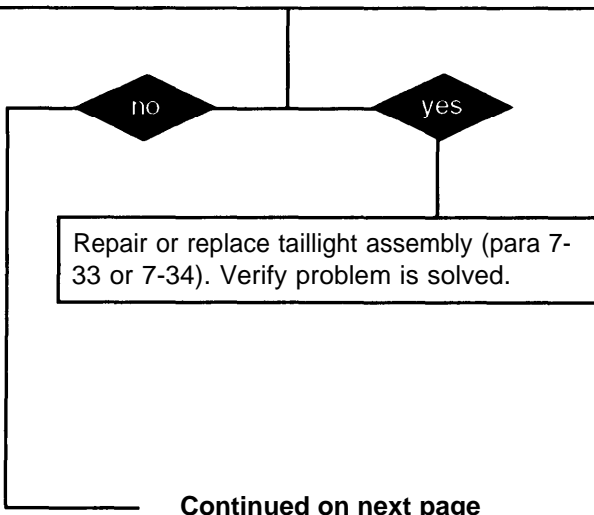 no
yes
Repair or replace taillight assembly (para 7-
33 or 7-34). Verify problem is solved.
Continued on next page